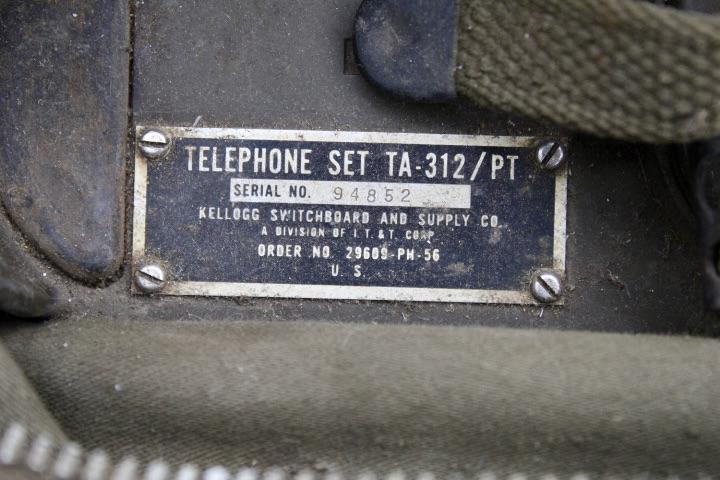 TELEPHONE SET TA-312/PT
SERIAL NO. 94852
KELLOGG SWITCHBOARD AND SUPPLY CO.
A DIVISION OF I. T. & T. CORP
ORDER NO. 29609-PH-56
U. S.